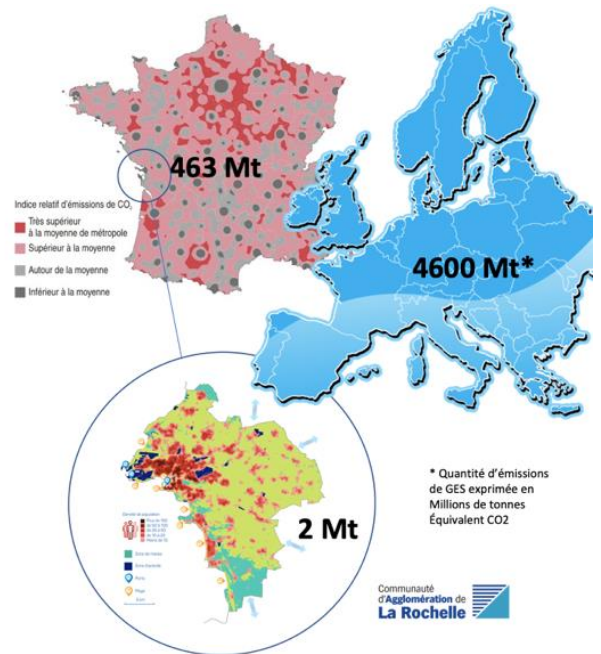 463 Mt
Indice relatif d'émissions de CO2
Très supérieur
à la moyenne de métropole
Supérieur à la moyenne
Autour de la moyenne
Inférieur à la moyenne
4600 Mt*
2 Mt
* Quantité d'émissions
de GES exprimée en
Millions de tonnes
Équivalent CO2
Communauté
d'Agglomération de
La Rochelle